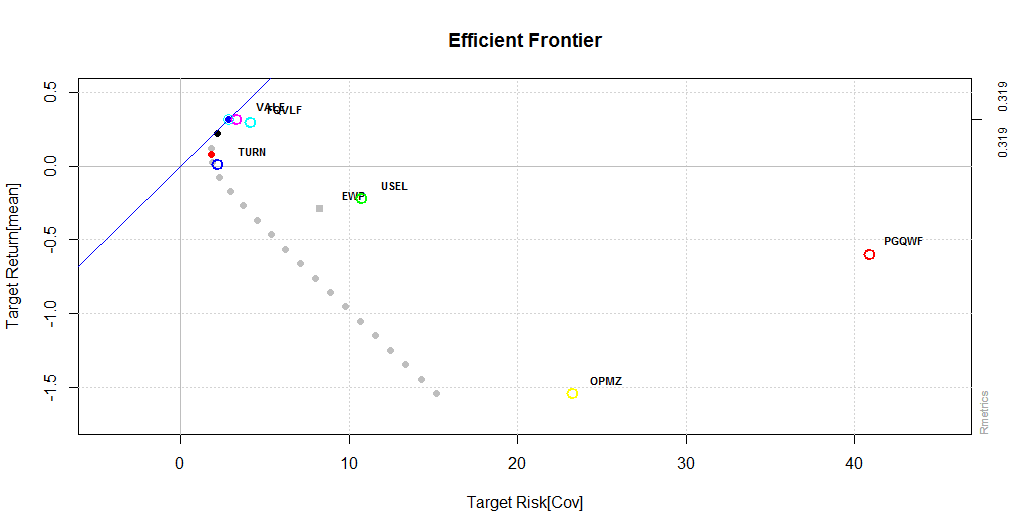 Efficient Frontier
0.5
0.0
-0.5
-1.0
-1.5
Target Return[mean]
VALF
FQVLF
TURN
EWP
USEL
PGQWF
OPMZ
0.319
0.319
Rmetrics
0
10
20
30
40
Target Risk[Cov]